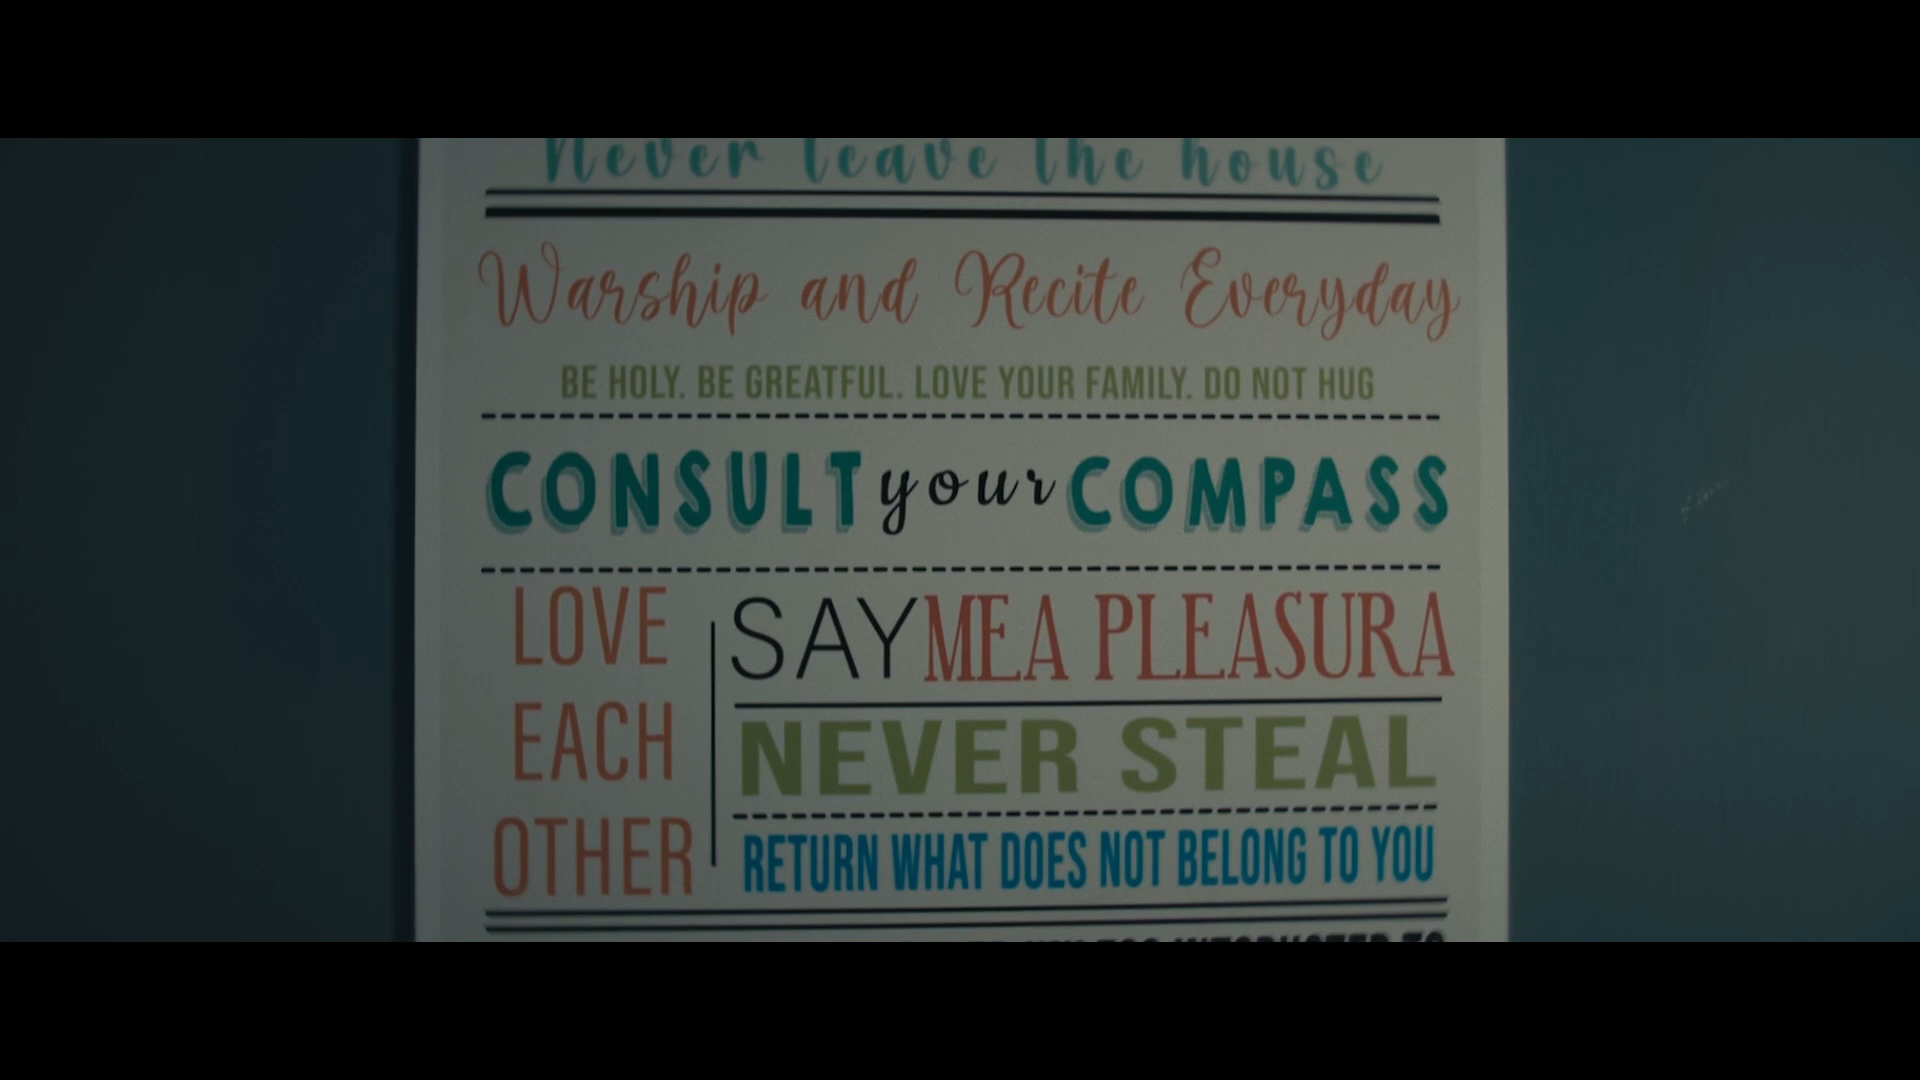 Never leave the house
Warship and Recite Everyday
BE HOLY. BE GREATFUL. LOVE YOUR FAMILY. DO NOT HUG
CONSULT your COMPASS
LOVE
EACH
OTHER
SAY MEA PLEASURA
NEVER STEAL
RETURN WHAT DOES NOT BELONG TO YOU